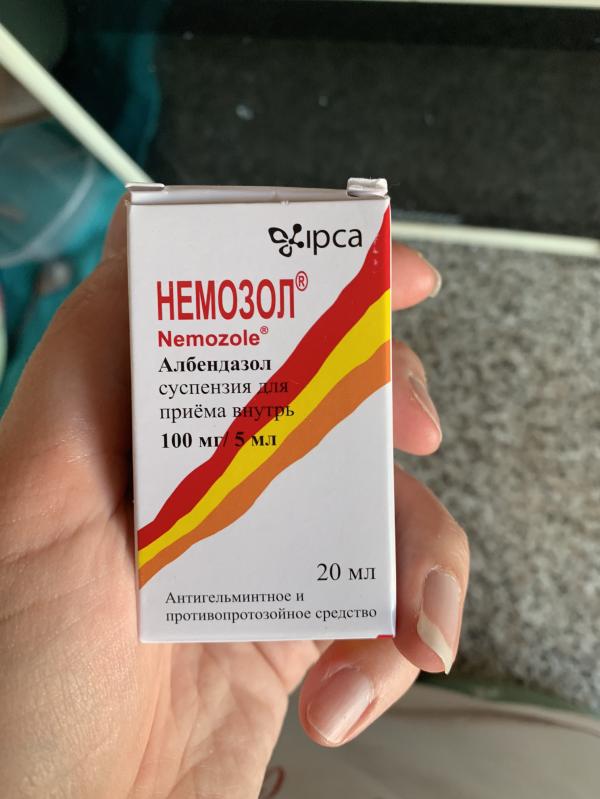 ipca
НЕМОЗОЛ®
Nemozole®
Албендазол
суспензия для
приёма внутрь
100 мг/ 5 мл
20 мл
Антигельминтное и
противопротозойное средство